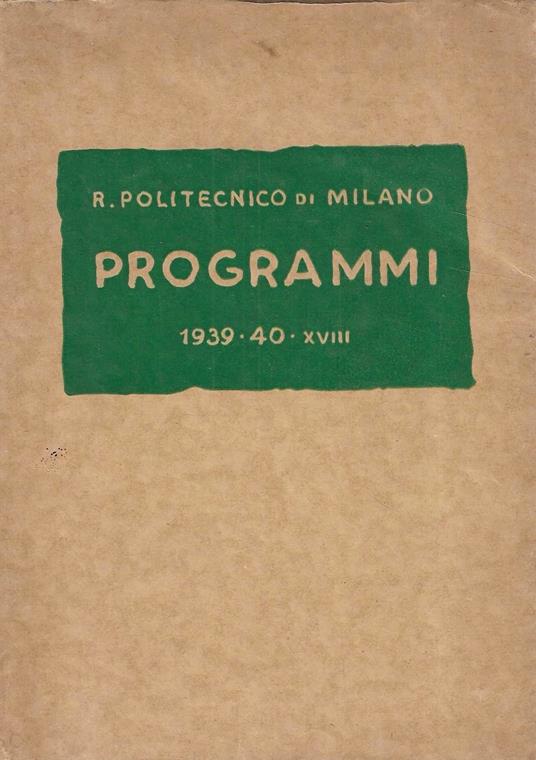 R. POLITECNICO DI MILANO
PROGRAMMI
1939 · 40 · XVIII